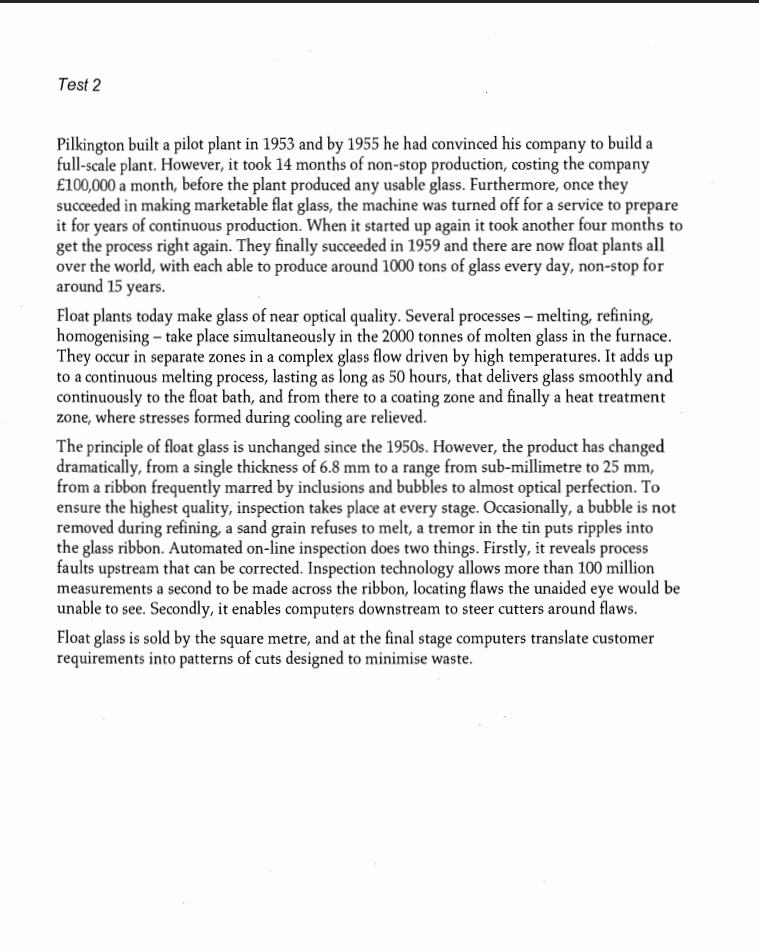 Test 2
Pilkington built a pilot plant in 1953 and by 1955 he had convinced his company to build a
full-scale plant. However, it took 14 months of non-stop production, costing the company
£100,000 a month, before the plant produced any usable glass. Furthermore, once they
succeeded in making marketable flat glass, the machine was turned off for a service to prepare
it for years of continuous production. When it started up again it took another four months to
get the process right again. They finally succeeded in 1959 and there are now float plants all
over the world, with each able to produce around 1000 tons of glass every day, non-stop for
around 15 years.
Float plants today make glass of near optical quality. Several processes – melting, refining,
homogenising – take place simultaneously in the 2000 tonnes of molten glass in the furnace.
They occur in separate zones in a complex glass flow driven by high temperatures. It adds up
to a continuous melting process, lasting as long as 50 hours, that delivers glass smoothly and
continuously to the float bath, and from there to a coating zone and finally a heat treatment
zone, where stresses formed during cooling are relieved.
The principle of float glass is unchanged since the 1950s. However, the product has changed
dramatically, from a single thickness of 6.8 mm to a range from sub-millimetre to 25 mm,
from a ribbon frequently marred by inclusions and bubbles to almost optical perfection. To
ensure the highest quality, inspection takes place at every stage. Occasionally, a bubble is not
removed during refining, a sand grain refuses to melt, a tremor in the tin puts ripples into
the glass ribbon. Automated on-line inspection does two things. Firstly, it reveals process
faults upstream that can be corrected. Inspection technology allows more than 100 million
measurements a second to be made across the ribbon, locating flaws the unaided eye would be
unable to see. Secondly, it enables computers downstream to steer cutters around flaws.
Float glass is sold by the square metre, and at the final stage computers translate customer
requirements into patterns of cuts designed to minimise waste.